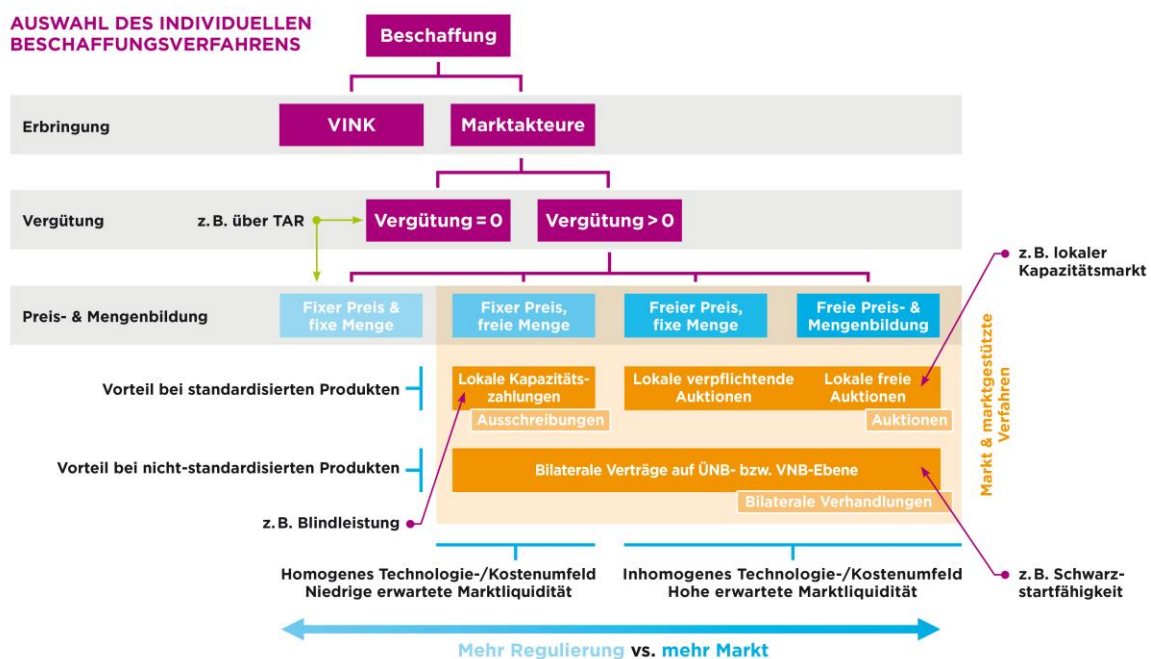 AUSWAHL DES INDIVIDUELLEN
BESCHAFFUNGSVERFAHRENS
Beschaffung
Erbringung
VINK
Marktakteure
Vergütung
z. B. über TAR
Vergütung = 0
Vergütung > 0
z. B. lokaler
Kapazitätsmarkt
Preis- & Mengenbildung
Fixer Preis &
fixe Menge
Fixer Preis,
freie Menge
Freier Preis,
fixe Menge
Freie Preis- &
Mengenbildung
Vorteil bei standardisierten Produkten
Lokale Kapazitäts-
zahlungen
Ausschreibungen
Lokale verpflichtende
Auktionen
Lokale freie
Auktionen
Auktionen
Markt & marktgestützte
Verfahren
Vorteil bei nicht-standardisierten Produkten
Bilaterale Verträge auf ÜNB- bzw. VNB-Ebene
Bilaterale Verhandlungen
z. B. Blindleistung
Homogenes Technologie-/Kostenumfeld
Niedrige erwartete Marktliquidität
Inhomogenes Technologie-/Kostenumfeld
Hohe erwartete Marktliquidität
z. B. Schwarz-
startfähigkeit
Mehr Regulierung vs. mehr Markt